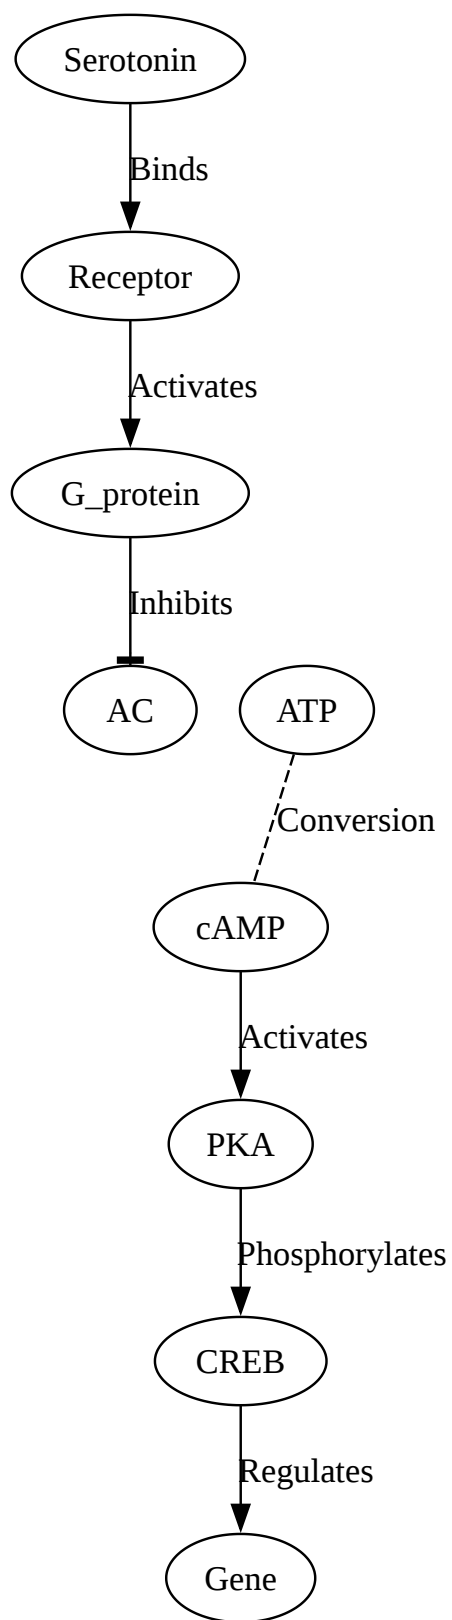 Serotonin
Binds
Receptor
Activates
G_protein
Inhibits
AC
ATP
Conversion
cAMP
Activates
PKA
Phosphorylates
CREB
Regulates
Gene